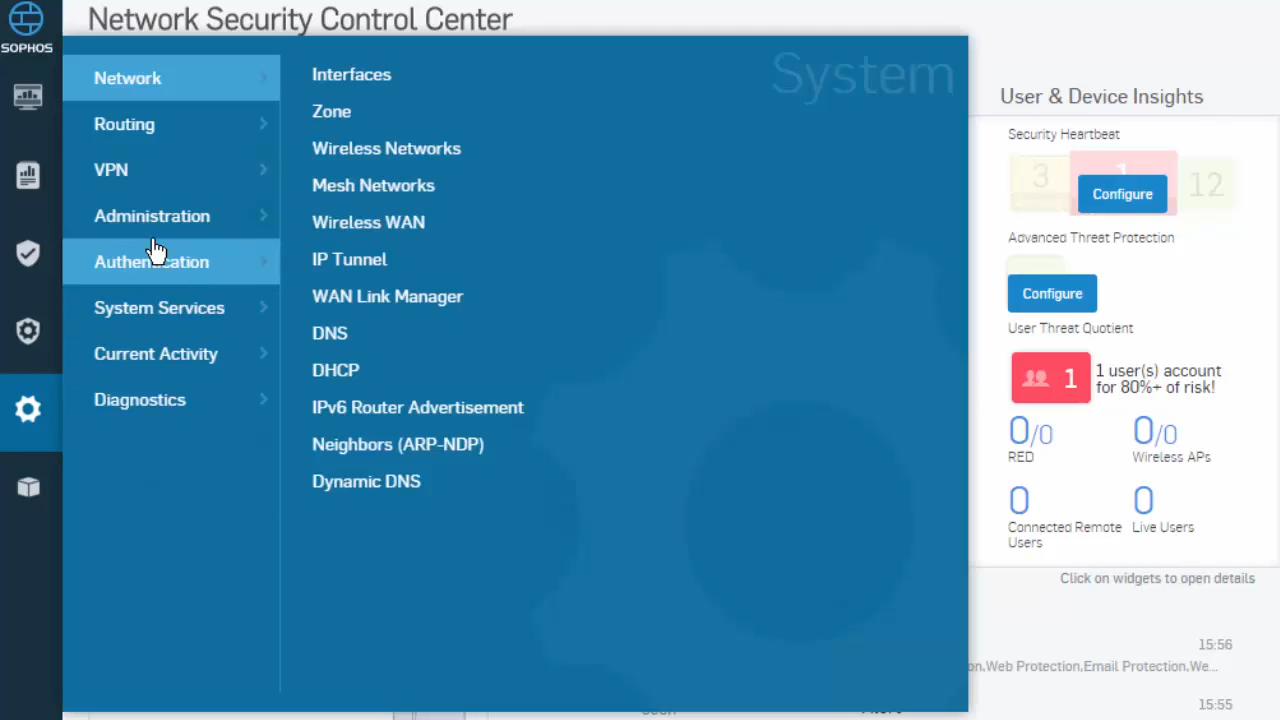 SOPHOS
Network Security Control Center
System
Network
Routing
VPN
Administration
Authentication
System Services
Current Activity
Diagnostics
Interfaces
Zone
Wireless Networks
Mesh Networks
Wireless WAN
IP Tunnel
WAN Link Manager
DNS
DHCP
IPv6 Router Advertisement
Neighbors (ARP-NDP)
Dynamic DNS
User & Device Insights
Security Heartbeat
3 1 12
Configure
Advanced Threat Protection
Configure
User Threat Quotient
1
1 user(s) account
for 80%+ of risk!
0/0 0/0
RED Wireless APs
0 0
Connected Remote Live Users
Users
Click on widgets to open details
15:56
on,Web Protection,Email Protection,We...
15:55